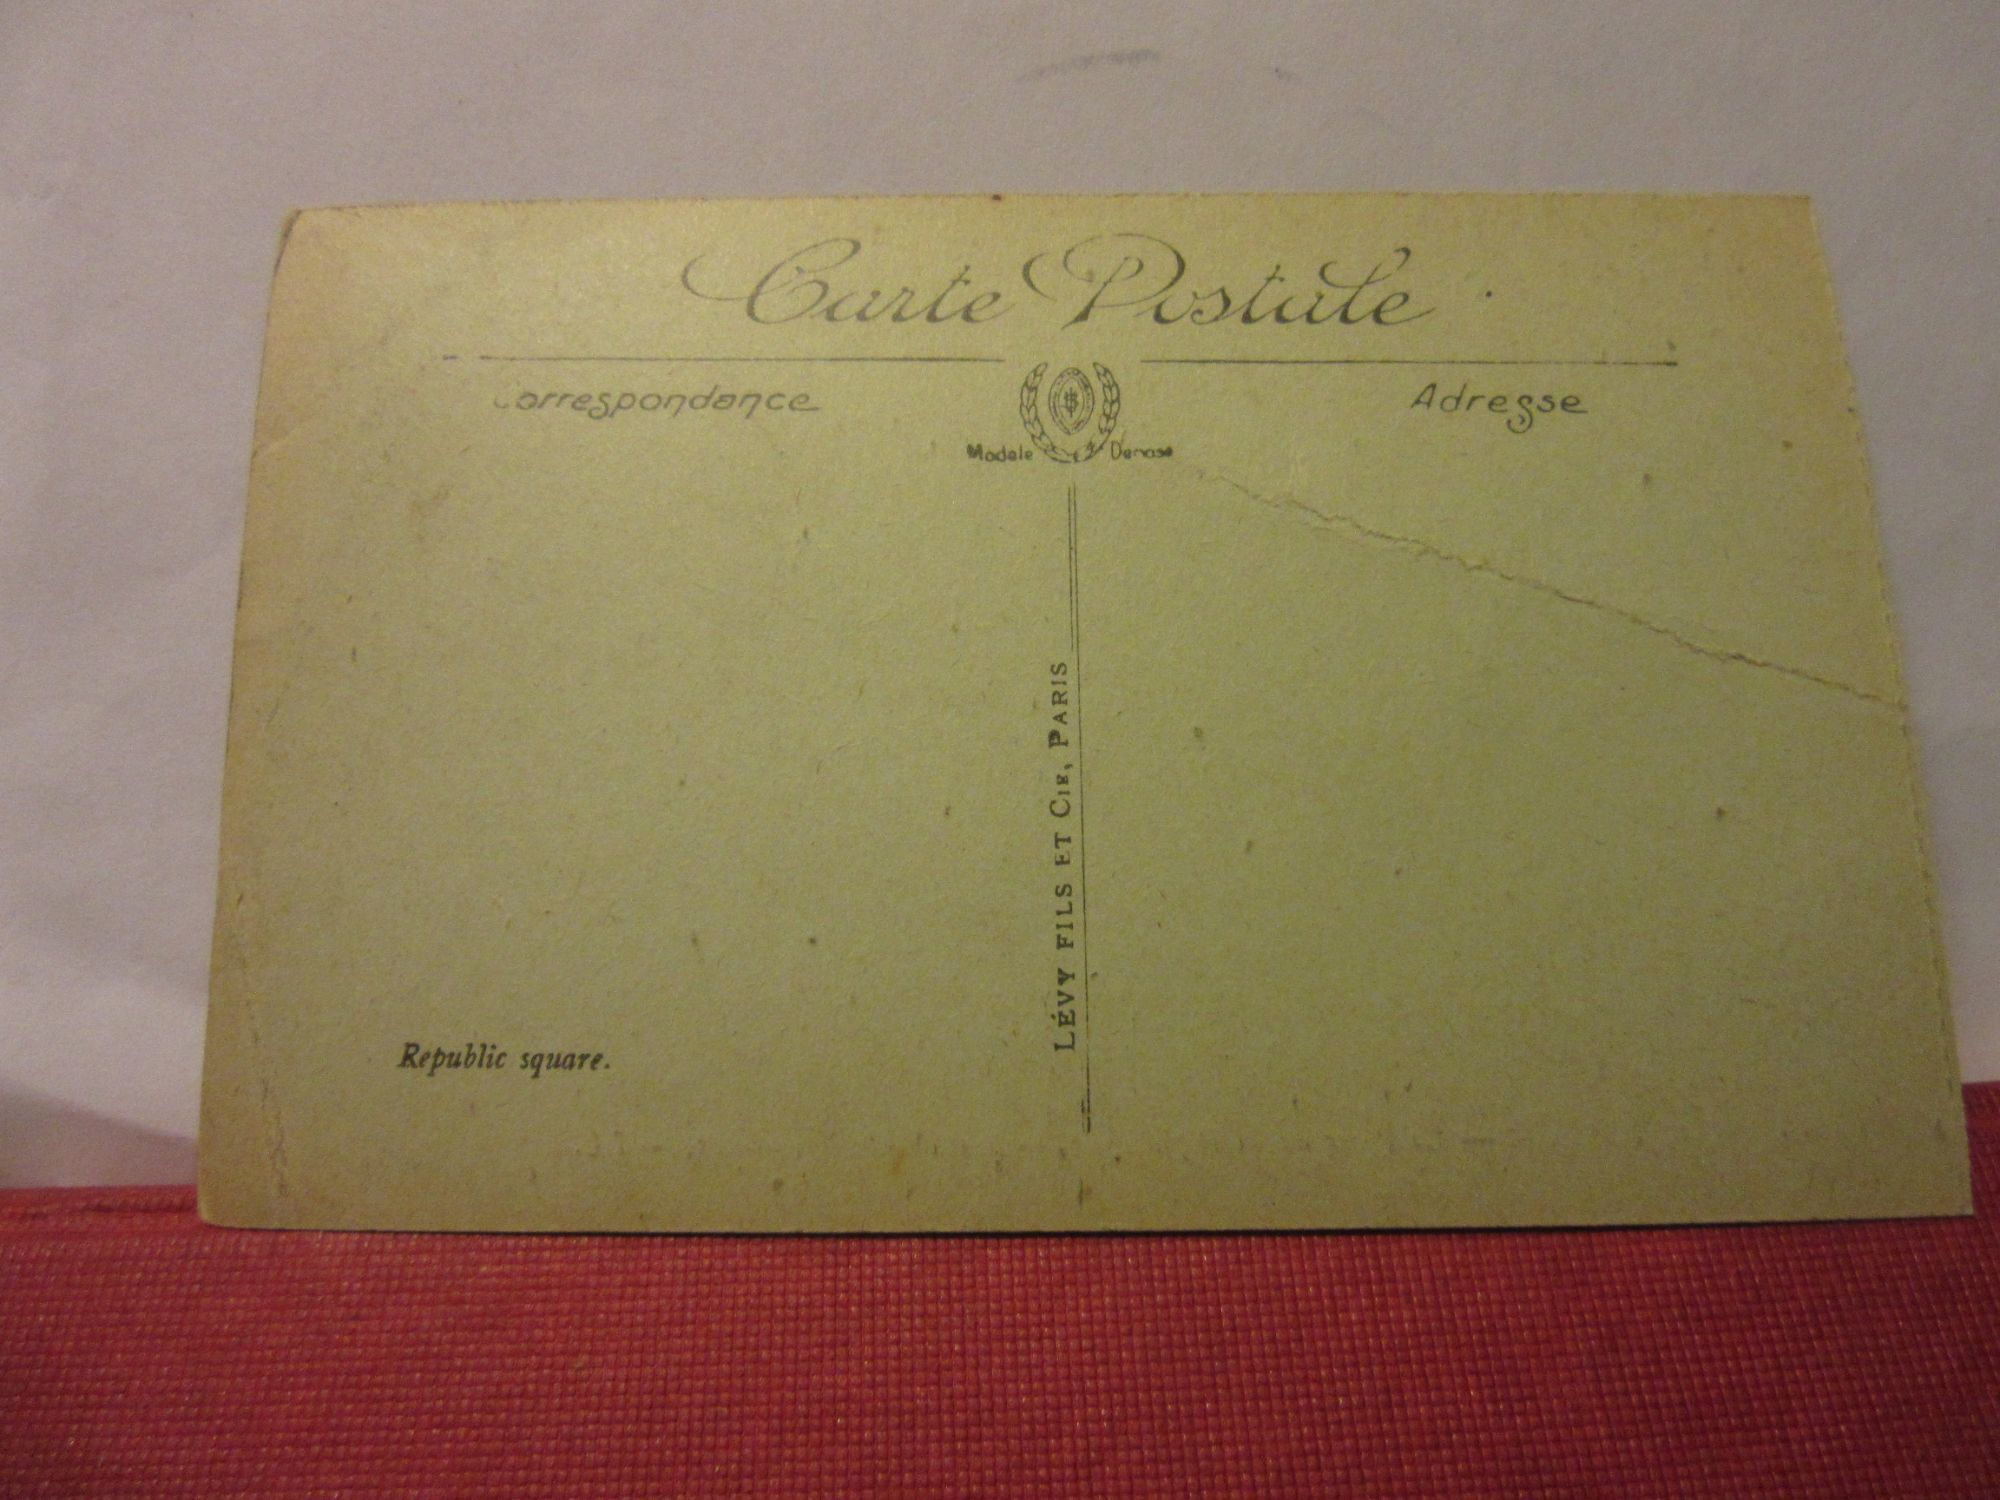 Carte Postale
Correspondance
Adresse
Modele
LÉVY FILS ET CIE, PARIS
Republic square.